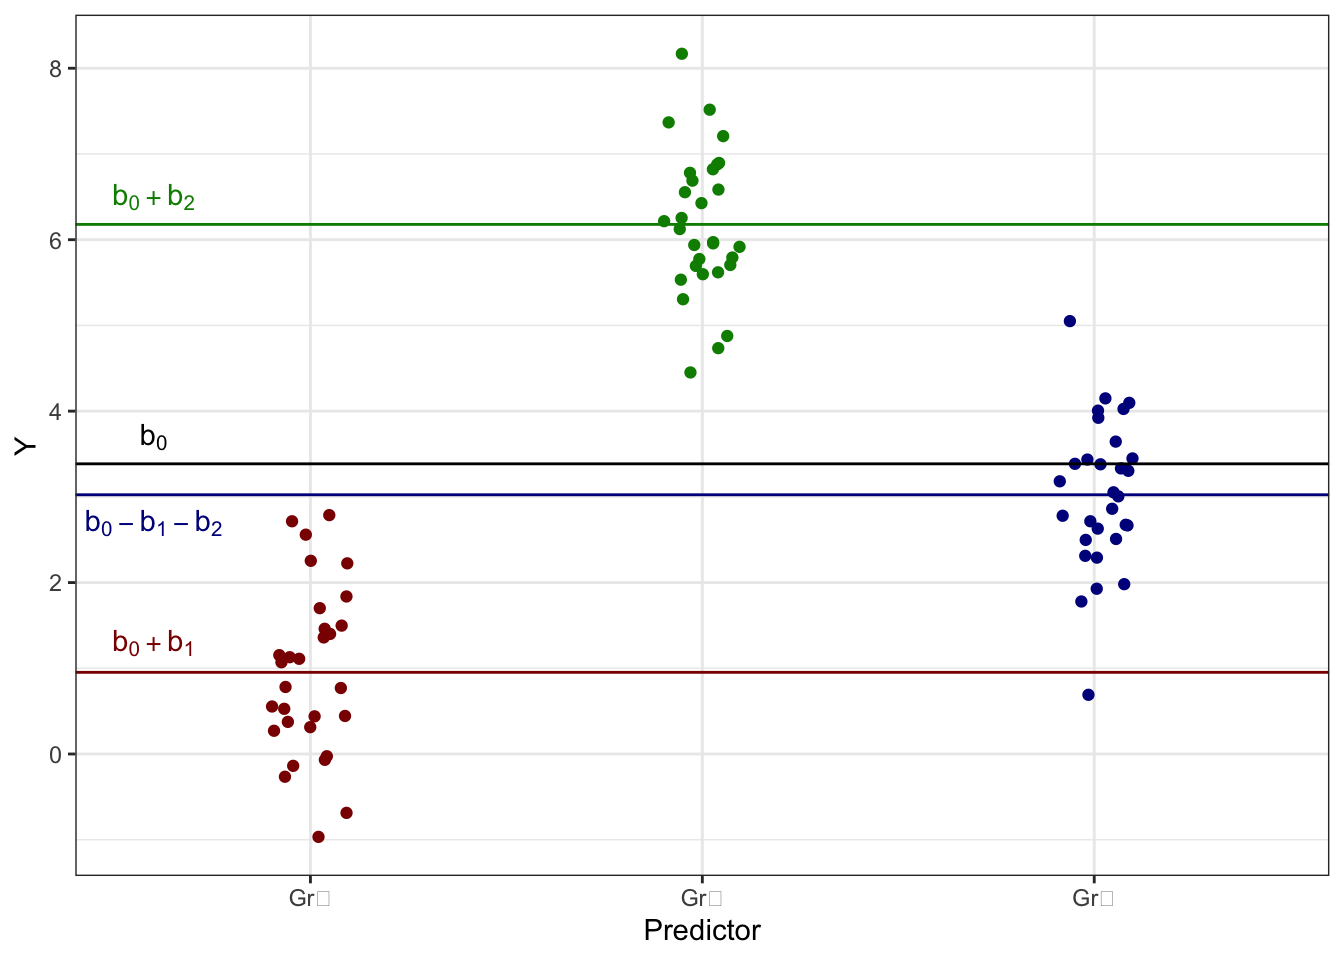 8
b₀ + b₂
6
4
b₀
Y
b₀ – b₁ – b₂
2
b₀ + b₁
0
Gr□ Gr□ Gr□
Predictor